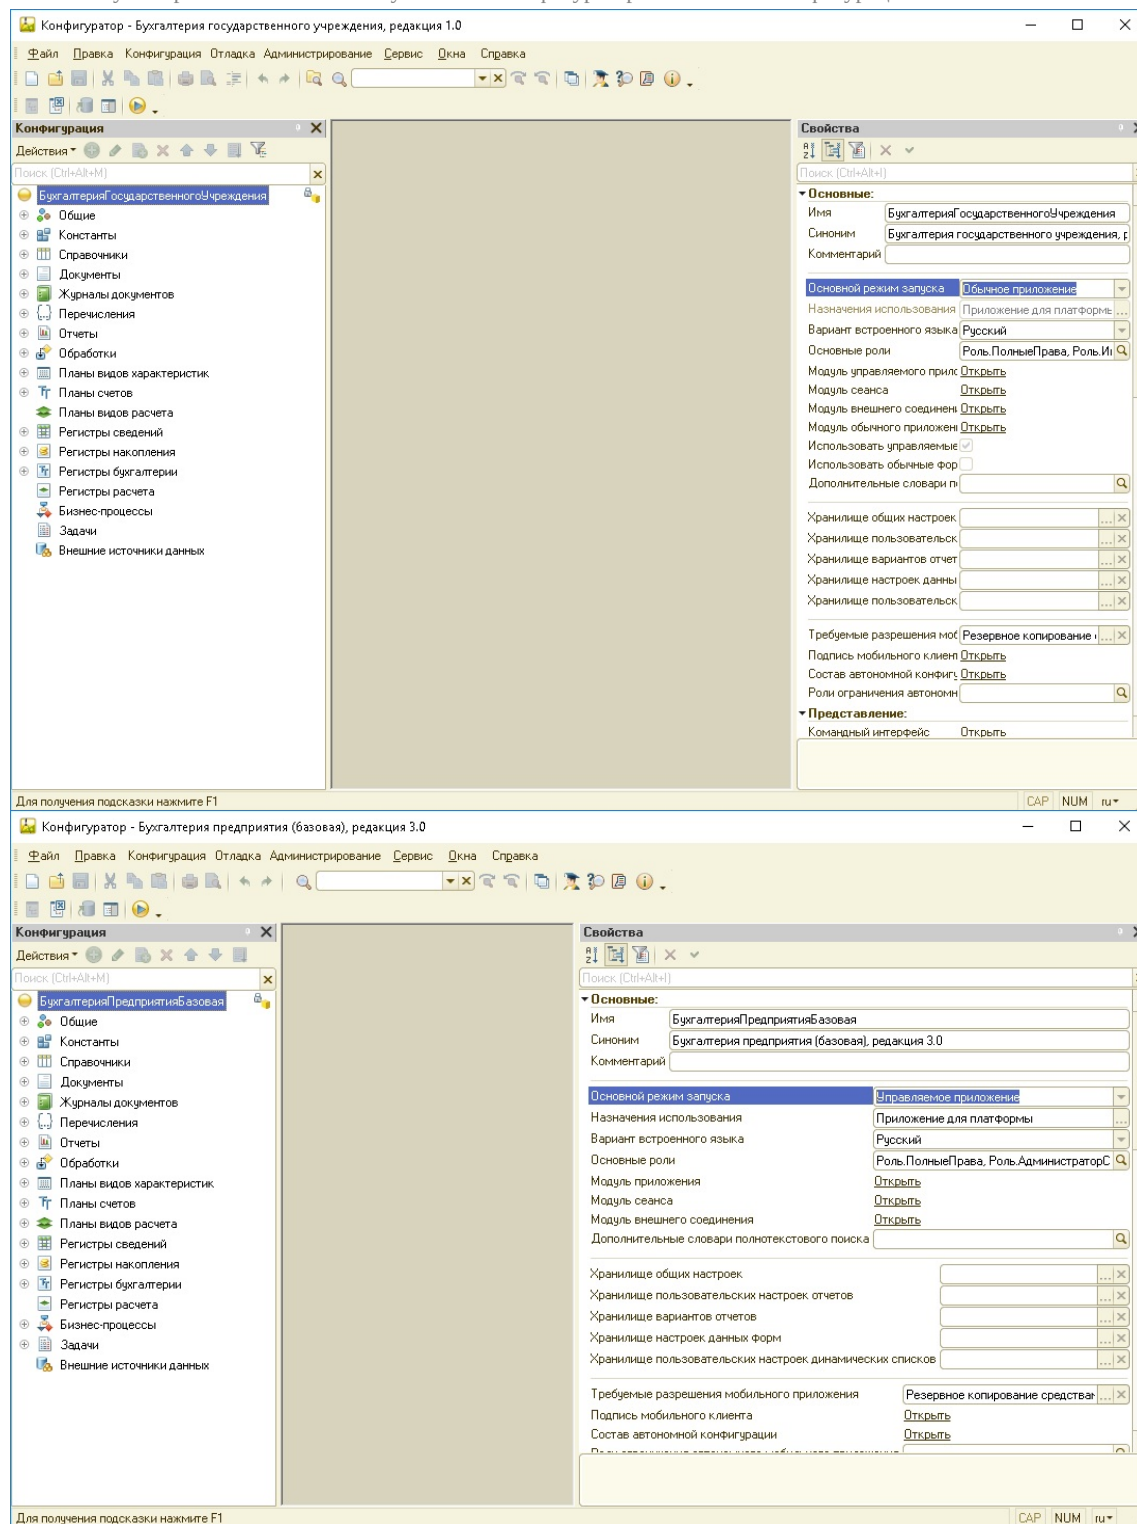 Конфигуратор - Бухгалтерия государственного учреждения, редакция 1.0
Файл Правка Конфигурация Отладка Администрирование Сервис Окна Справка
Конфигурация
Действия
Поиск (Ctrl+Alt+M)
БухгалтерияГосударственногоУчреждения
Общие
Константы
Справочники
Документы
Журналы документов
Перечисления
Отчеты
Обработки
Планы видов характеристик
Планы счетов
Планы видов расчета
Регистры сведений
Регистры накопления
Регистры бухгалтерии
Регистры расчета
Бизнес-процессы
Задачи
Внешние источники данных
Свойства
Поиск (Ctrl+Alt+I)
Основные:
Имя БухгалтерияГосударственногоУчреждения
Синоним Бухгалтерия государственного учреждения, р
Комментарий
Основной режим запуска Обычное приложение
Назначения использования Приложение для платформы ...
Вариант встроенного языка Русский
Основные роли Роль.ПолныеПрава, Роль.И
Модуль управляемого прил Открыть
Модуль сеанса Открыть
Модуль внешнего соединен Открыть
Модуль обычного приложен Открыть
Использовать управляемые
Использовать обычные фор
Дополнительные словари п
Хранилище общих настроек ...
Хранилище пользовательск ...
Хранилище вариантов отчет ...
Хранилище настроек данны ...
Хранилище пользовательск ...
Требуемые разрешения моб Резервное копирование ...
Подпись мобильного клиен Открыть
Состав автономной конфигу Открыть
Роли ограничения автономн
Представление:
Командный интерфейс Открыть
Для получения подсказки нажмите F1 CAP NUM ru
Конфигуратор - Бухгалтерия предприятия (базовая), редакция 3.0
Файл Правка Конфигурация Отладка Администрирование Сервис Окна Справка
Конфигурация
Действия
Поиск (Ctrl+Alt+M)
БухгалтерияПредприятияБазовая
Общие
Константы
Справочники
Документы
Журналы документов
Перечисления
Отчеты
Обработки
Планы видов характеристик
Планы счетов
Планы видов расчета
Регистры сведений
Регистры накопления
Регистры бухгалтерии
Регистры расчета
Бизнес-процессы
Задачи
Внешние источники данных
Свойства
Поиск (Ctrl+Alt+I)
Основные:
Имя БухгалтерияПредприятияБазовая
Синоним Бухгалтерия предприятия (базовая), редакция 3.0
Комментарий
Основной режим запуска Управляемое приложение
Назначения использования Приложение для платформы ...
Вариант встроенного языка Русский
Основные роли Роль.ПолныеПрава, Роль.АдминистраторС
Модуль приложения Открыть
Модуль сеанса Открыть
Модуль внешнего соединения Открыть
Дополнительные словари полнотекстового поиска
Хранилище общих настроек ...
Хранилище пользовательских настроек отчетов ...
Хранилище вариантов отчетов ...
Хранилище настроек данных форм ...
Хранилище пользовательских настроек динамических списков ...
Требуемые разрешения мобильного приложения Резервное копирование средствам ...
Подпись мобильного клиента Открыть
Состав автономной конфигурации Открыть
Для получения подсказки нажмите F1 CAP NUM ru